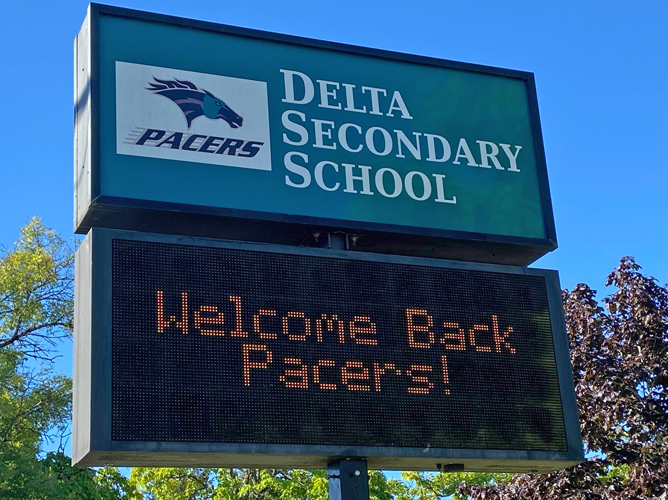 PACERS
DELTA
SECONDARY
SCHOOL
Welcome Back
Pacers!